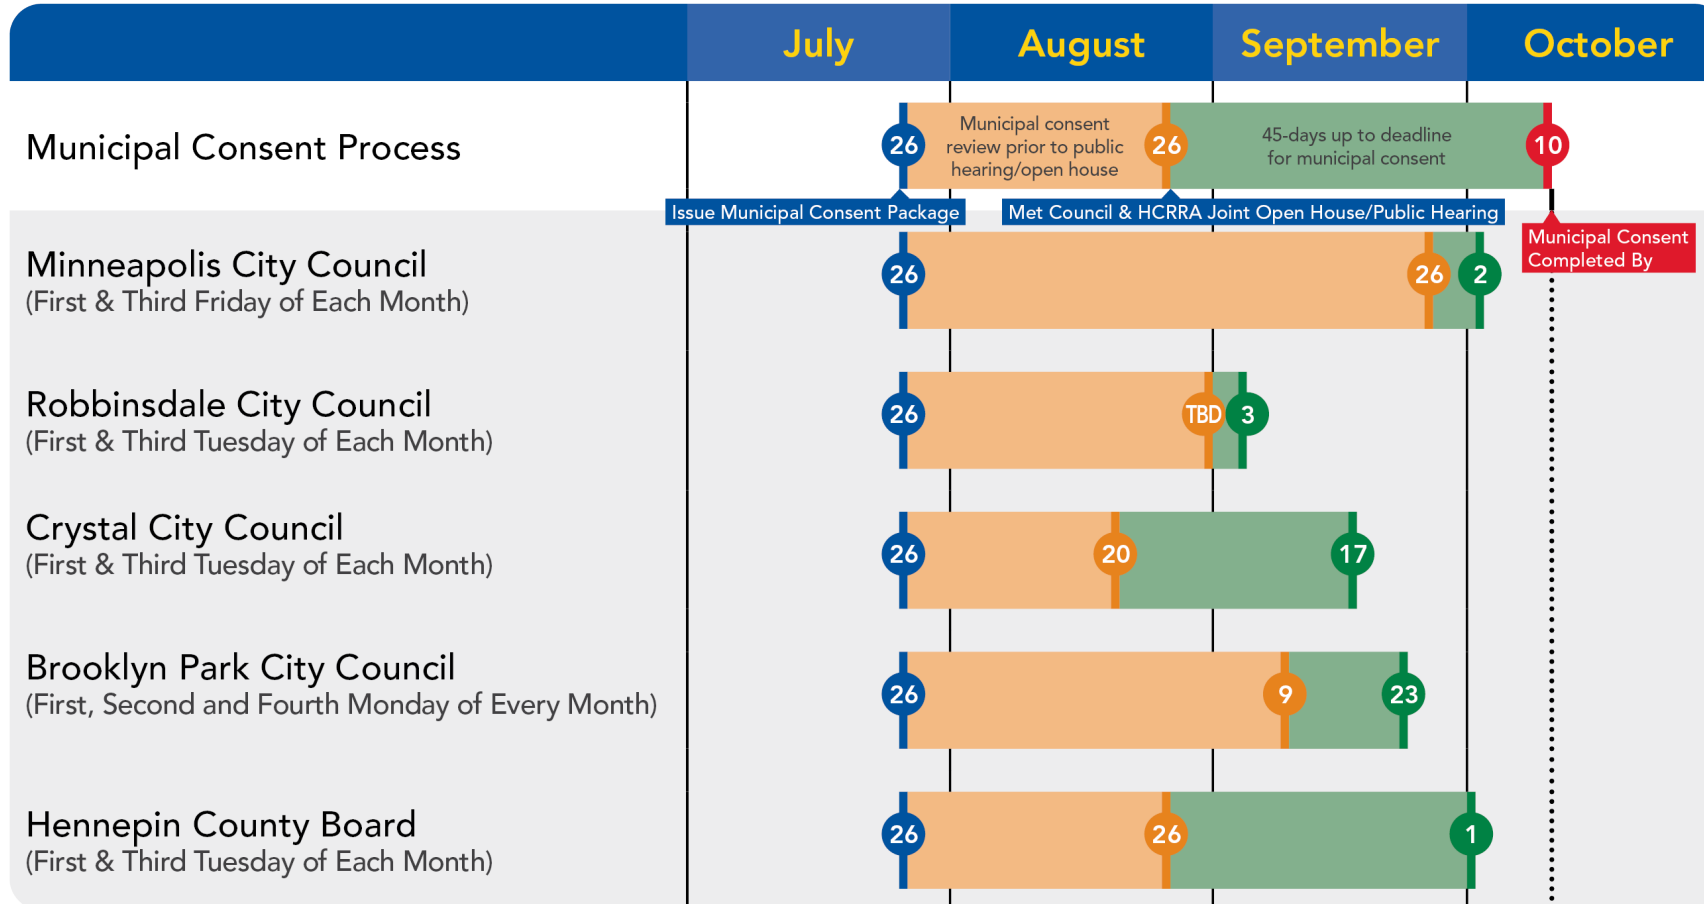 July August September October
Municipal Consent Process
26
Municipal consent
review prior to public
hearing/open house
26
45-days up to deadline
for municipal consent
10
Issue Municipal Consent Package
Met Council & HCRRA Joint Open House/Public Hearing
Municipal Consent
Completed By
Minneapolis City Council
(First & Third Friday of Each Month)
26 26 2
Robbinsdale City Council
(First & Third Tuesday of Each Month)
26 TBD 3
Crystal City Council
(First & Third Tuesday of Each Month)
26 20 17
Brooklyn Park City Council
(First, Second and Fourth Monday of Every Month)
26 9 23
Hennepin County Board
(First & Third Tuesday of Each Month)
26 26 1